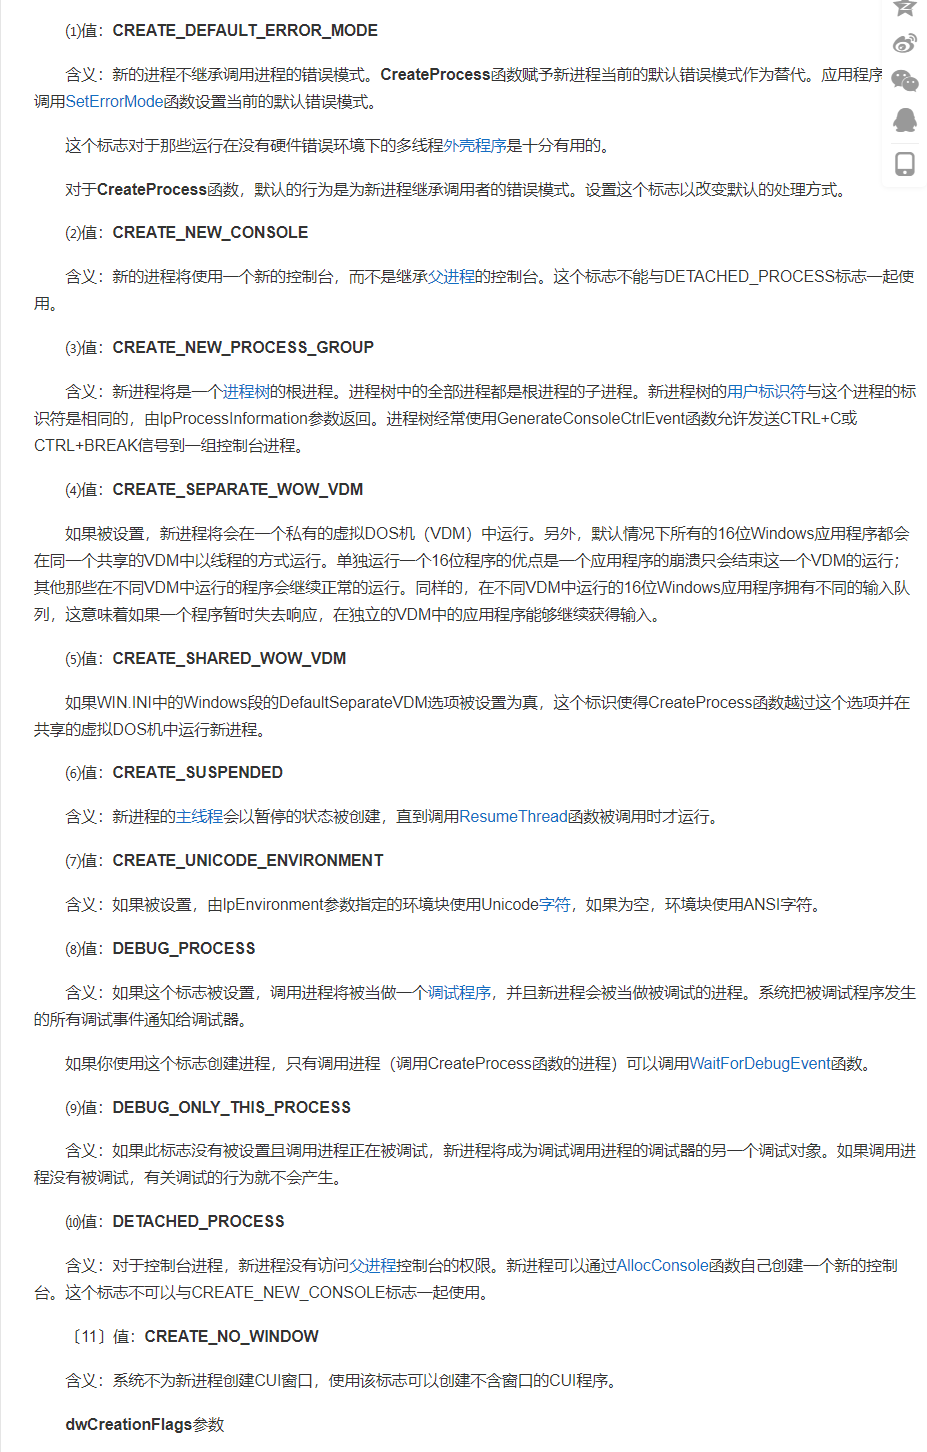 ⑴值：CREATE_DEFAULT_ERROR_MODE
含义：新的进程不继承调用进程的错误模式。CreateProcess函数赋予新进程当前的默认错误模式作为替代。应用程序
调用SetErrorMode函数设置当前的默认错误模式。
这个标志对于那些运行在没有硬件错误环境下的多线程外壳程序是十分有用的。
对于CreateProcess函数，默认的行为是为新进程继承调用者的错误模式。设置这个标志以改变默认的处理方式。
⑵值：CREATE_NEW_CONSOLE
含义：新的进程将使用一个新的控制台，而不是继承父进程的控制台。这个标志不能与DETACHED_PROCESS标志一起使
用。
⑶值：CREATE_NEW_PROCESS_GROUP
含义：新进程将是一个进程树的根进程。进程树中的全部进程都是根进程的子进程。新进程树的用户标识符与这个进程的标
识符是相同的，由lpProcessInformation参数返回。进程树经常使用GenerateConsoleCtrlEvent函数允许发送CTRL+C或
CTRL+BREAK信号到一组控制台进程。
⑷值：CREATE_SEPARATE_WOW_VDM
如果被设置，新进程将会在一个私有的虚拟DOS机（VDM）中运行。另外，默认情况下所有的16位Windows应用程序都会
在同一个共享的VDM中以线程的方式运行。单独运行一个16位程序的优点是一个应用程序的崩溃只会结束这一个VDM的运行；
其他那些在不同VDM中运行的程序会继续正常的运行。同样的，在不同VDM中运行的16位Windows应用程序拥有不同的输入队
列，这意味着如果一个程序暂时失去响应，在独立的VDM中的应用程序能够继续获得输入。
⑸值：CREATE_SHARED_WOW_VDM
如果WIN.INI中的Windows段的DefaultSeparateVDM选项被设置为真，这个标识使得CreateProcess函数越过这个选项并在
共享的虚拟DOS机中运行新进程。
⑹值：CREATE_SUSPENDED
含义：新进程的主线程会以暂停的状态被创建，直到调用ResumeThread函数被调用时才运行。
⑺值：CREATE_UNICODE_ENVIRONMENT
含义：如果被设置，由lpEnvironment参数指定的环境块使用Unicode字符，如果为空，环境块使用ANSI字符。
⑻值：DEBUG_PROCESS
含义：如果这个标志被设置，调用进程将被当做一个调试程序，并且新进程会被当做被调试的进程。系统把被调试程序发生
的所有调试事件通知给调试器。
如果你使用这个标志创建进程，只有调用进程（调用CreateProcess函数的进程）可以调用WaitForDebugEvent函数。
⑼值：DEBUG_ONLY_THIS_PROCESS
含义：如果此标志没有被设置且调用进程正在被调试，新进程将成为调试调用进程的调试器的另一个调试对象。如果调用进
程没有被调试，有关调试的行为就不会产生。
⑽值：DETACHED_PROCESS
含义：对于控制台进程，新进程没有访问父进程控制台的权限。新进程可以通过AllocConsole函数自己创建一个新的控制
台。这个标志不可以与CREATE_NEW_CONSOLE标志一起使用。
〔11〕值：CREATE_NO_WINDOW
含义：系统不为新进程创建CUI窗口，使用该标志可以创建不含窗口的CUI程序。
dwCreationFlags参数